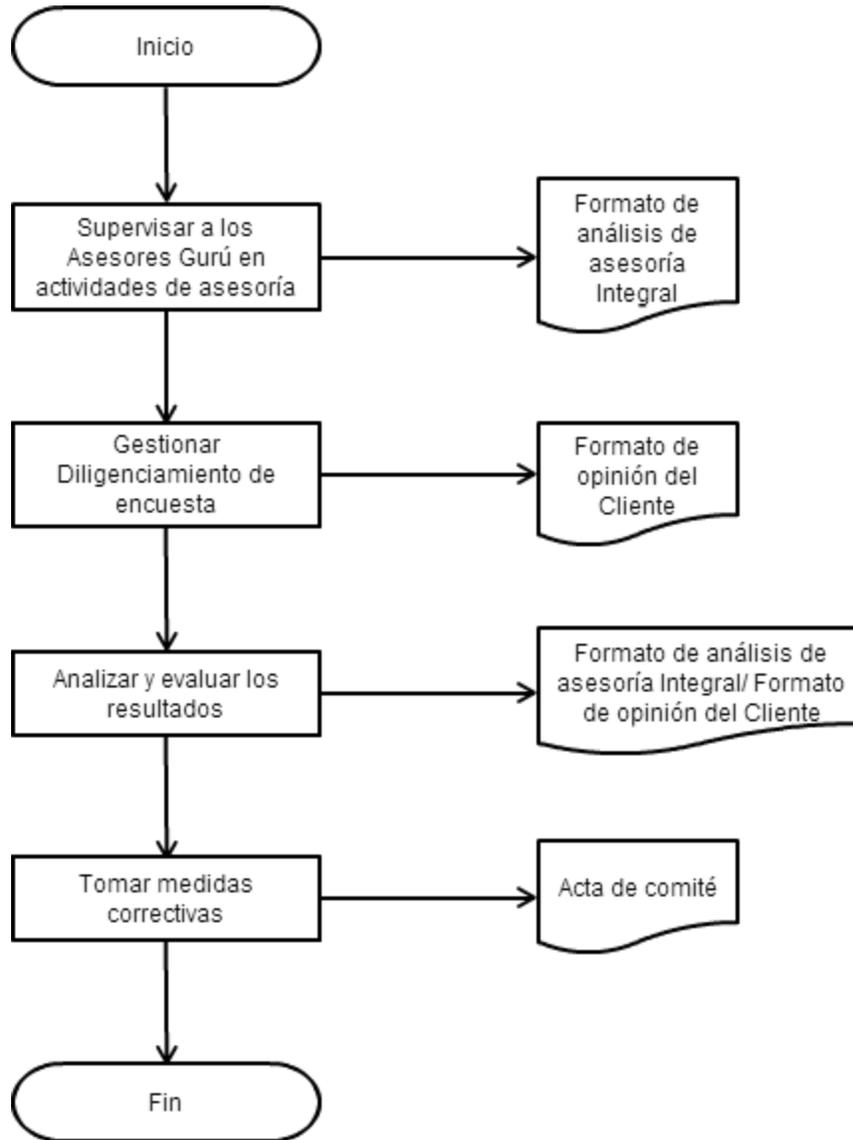 Inicio
Supervisar a los
Asesores Gurú en
actividades de asesoría
Formato de
análisis de
asesoría
Integral
Gestionar
Diligenciamiento de
encuesta
Formato de
opinión del
Cliente
Analizar y evaluar los
resultados
Formato de análisis de
asesoría Integral/ Formato
de opinión del Cliente
Tomar medidas
correctivas
Acta de comité
Fin